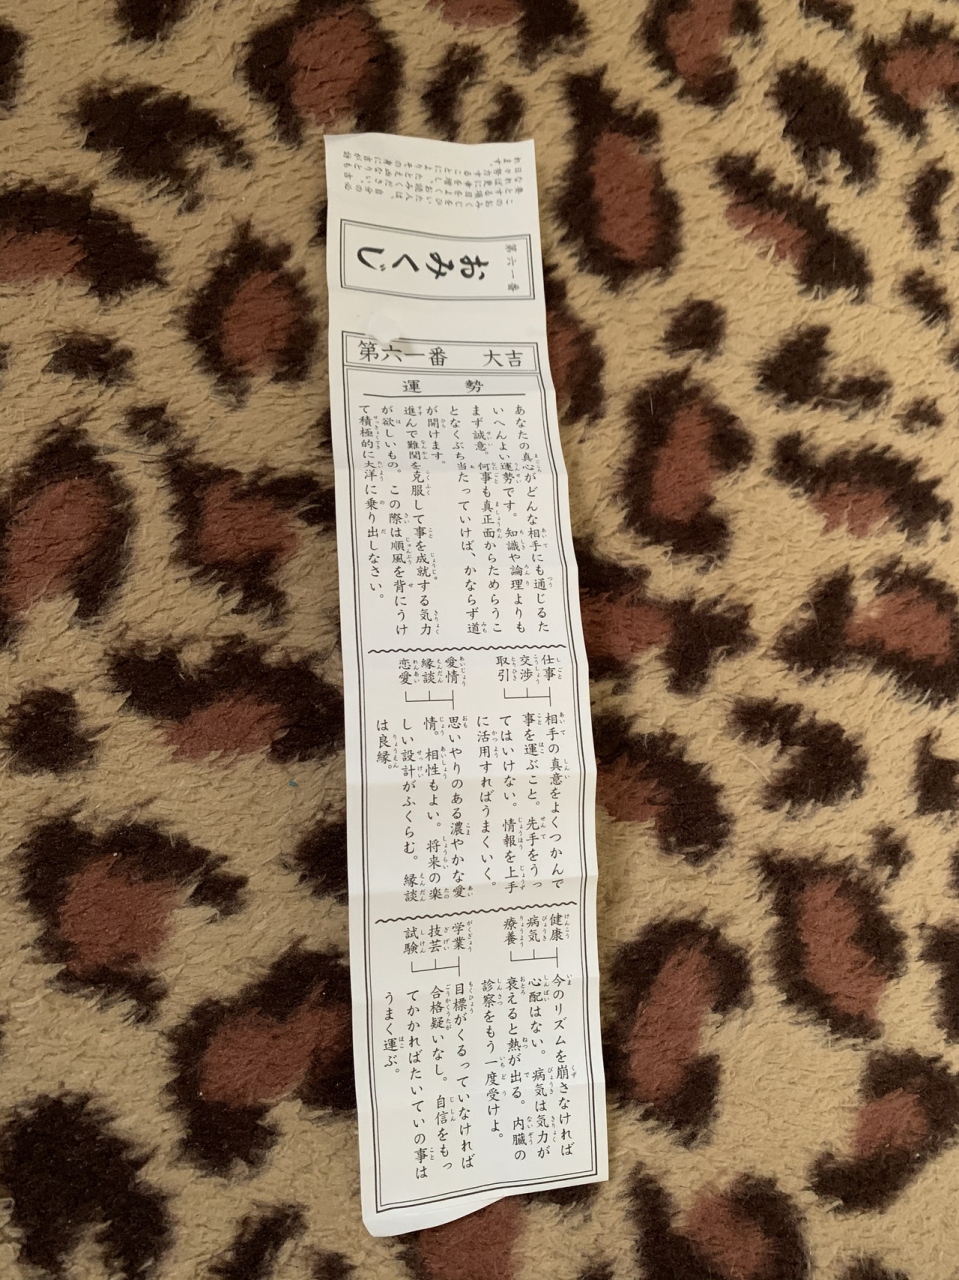 おみくじ
第六一番
第六一番 大吉
運勢
あなたの真心がどんな相手にも通じるた
いへんよい運勢です。知識や論理よりも
まず誠意。何事も真正面からためらうこ
となくぶち当たっていけば、かならず道
が開けます。
進んで難関を克服して事を成就する気力
が欲しいもの。この際は順風を背にうけ
て積極的に大洋に乗り出しなさい。
仕事
交渉
取引
相手の真意をよくつかんで
事を運ぶこと。先手をうっ
てはいけない。情報を上手
に活用すればうまくいく。
愛情
縁談
恋愛
思いやりのある濃やかな愛
情。相性もよい。将来の楽
しい設計がふくらむ。縁談
は良縁。
健康
病気
療養
今のリズムを崩さなければ
心配はない。病気は気力が
衰えると熱が出る。内臓の
診察をもう一度受けよ。
学業
技芸
試験
目標がくるっていなければ
合格疑いなし。自信をもっ
てかかればたいていの事は
うまく運ぶ。